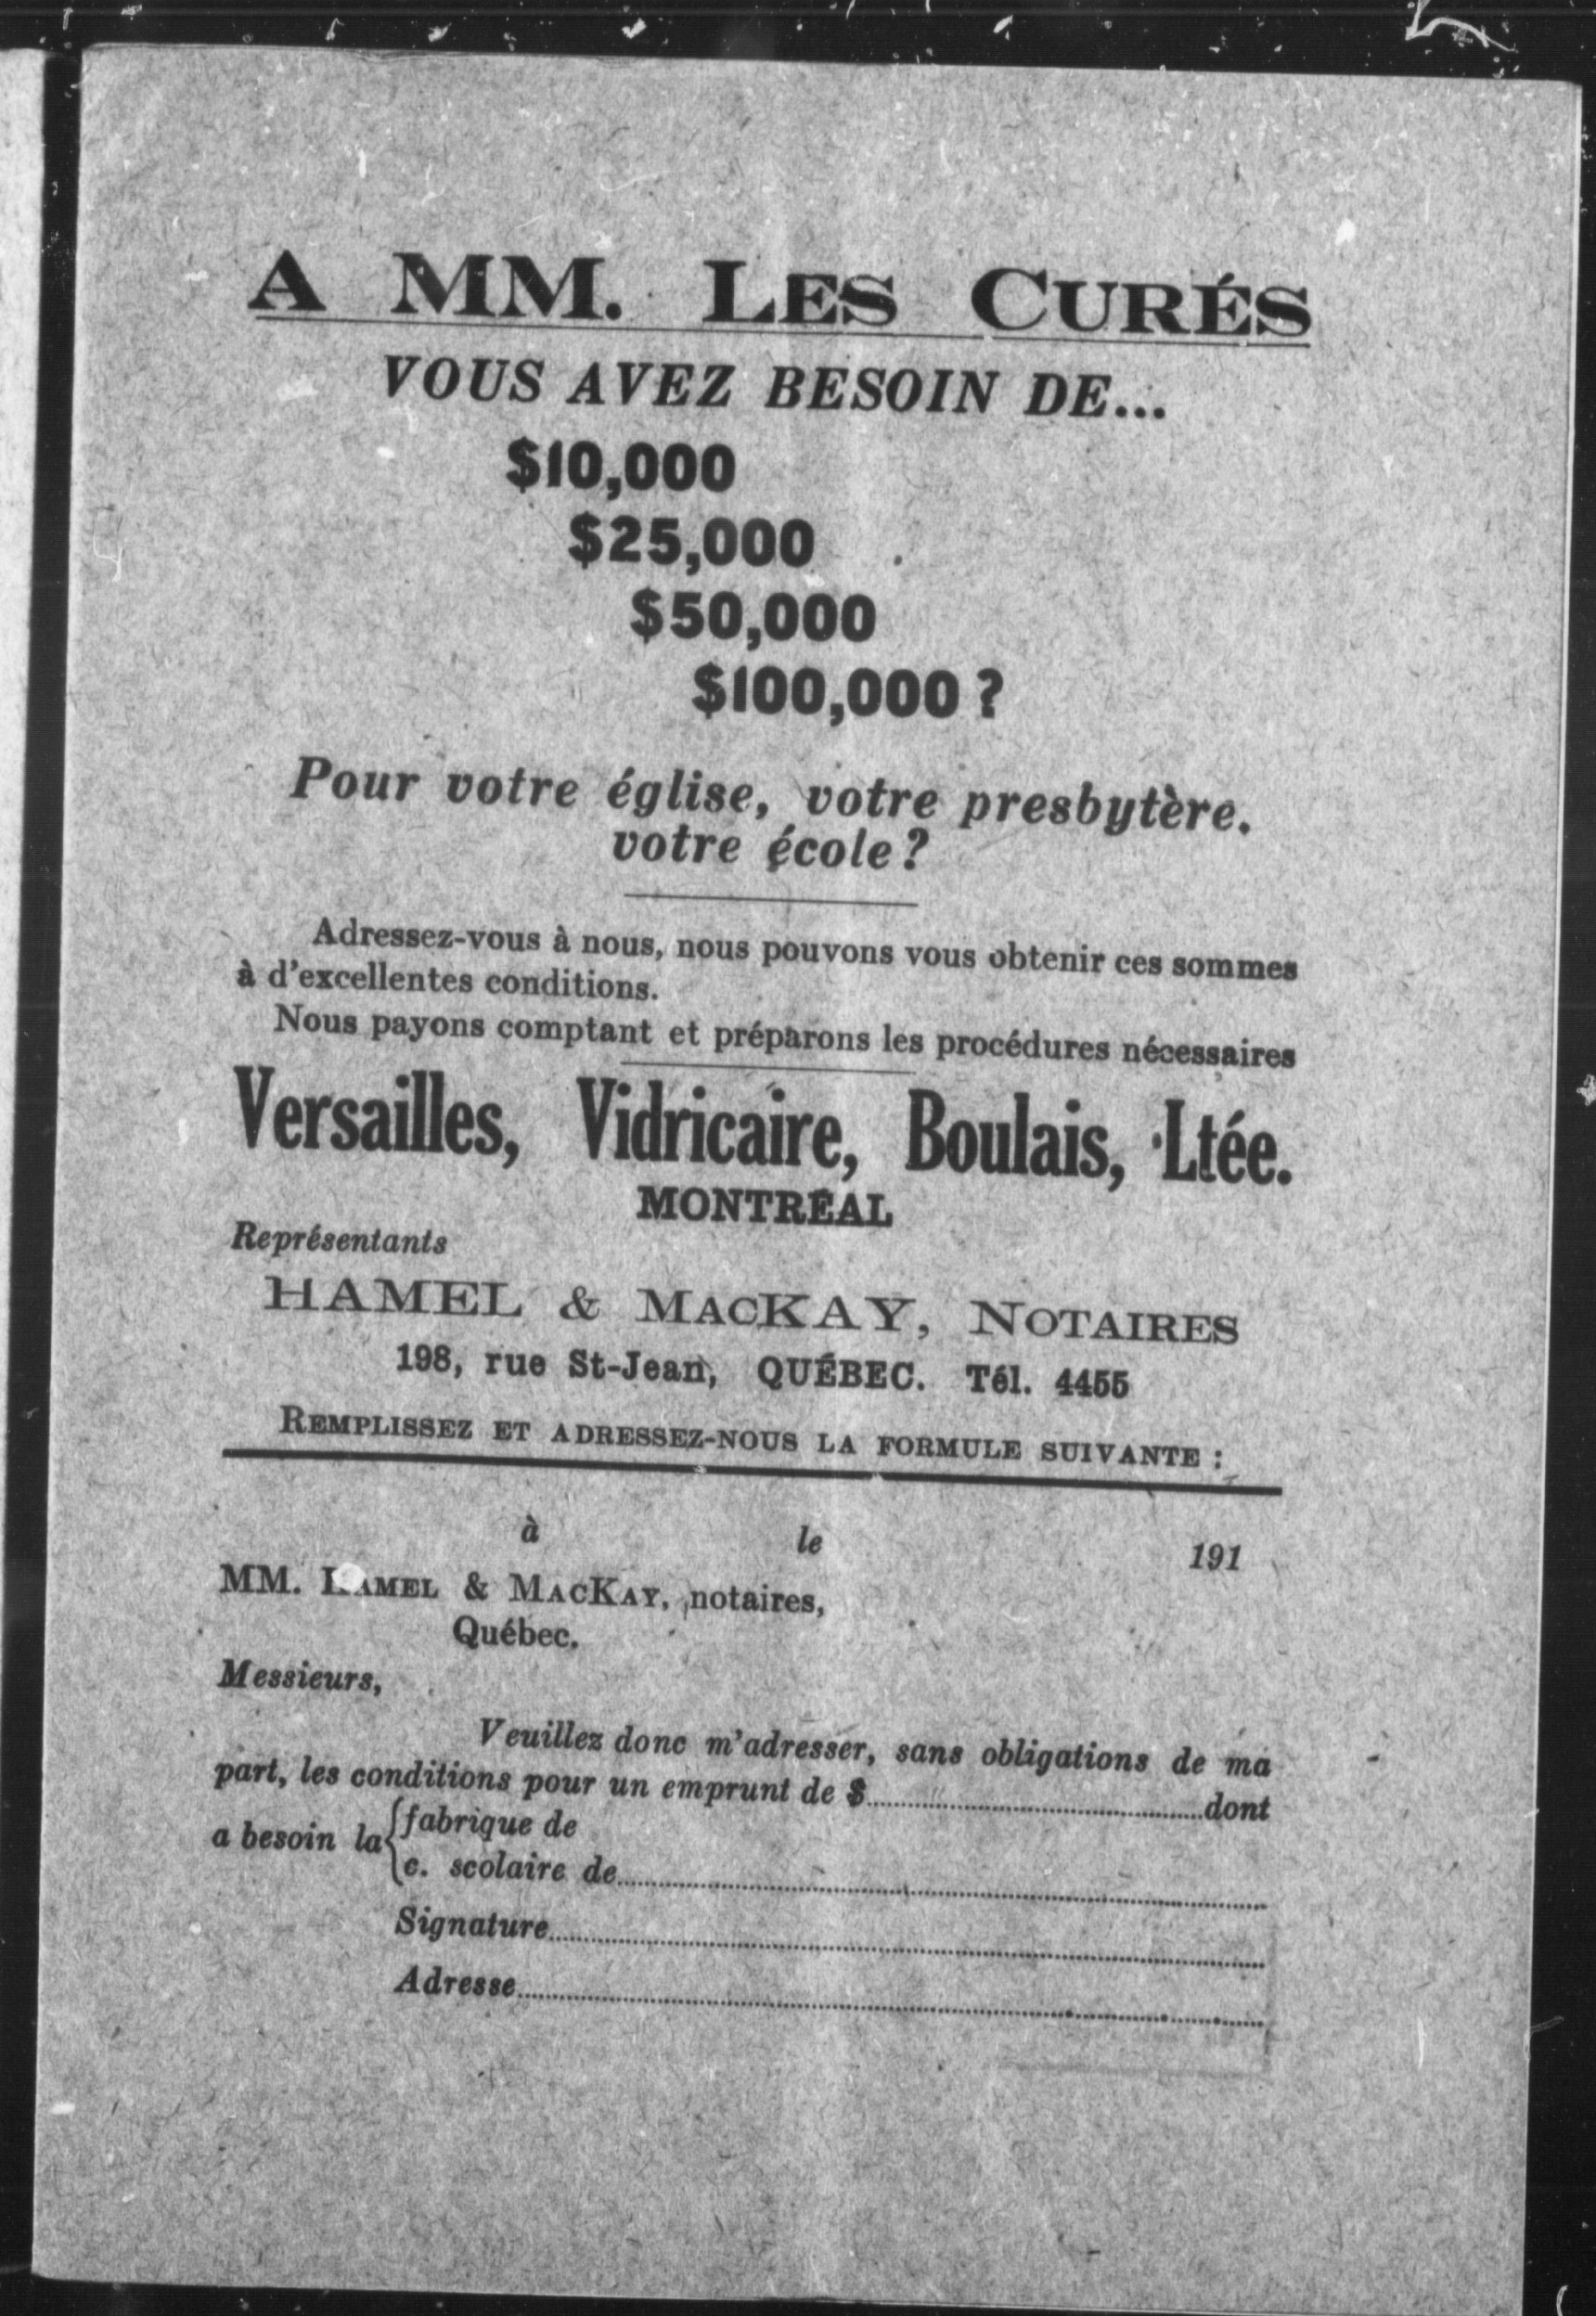 A MM. LES CURÉS
VOUS AVEZ BESOIN DE...
$10,000
$25,000
$50,000
$100,000 ?
Pour votre église, votre presbytère.
votre école ?
Adressez-vous à nous, nous pouvons vous obtenir ces sommes
à d'excellentes conditions.
Nous payons comptant et préparons les procédures nécessaires
Versailles, Vidricaire, Boulais, Ltée.
MONTRÉAL
Représentants
HAMEL & MACKAY, NOTAIRES
198, rue St-Jean, QUÉBEC. Tél. 4455
REMPLISSEZ ET ADRESSEZ-NOUS LA FORMULE SUIVANTE :
à le 191
MM. HAMEL & MACKAY, notaires,
Québec.
Messieurs,
Veuillez donc m'adresser, sans obligations de ma
part, les conditions pour un emprunt de $ dont
a besoin la { fabrique de
c. scolaire de
Signature
Adresse